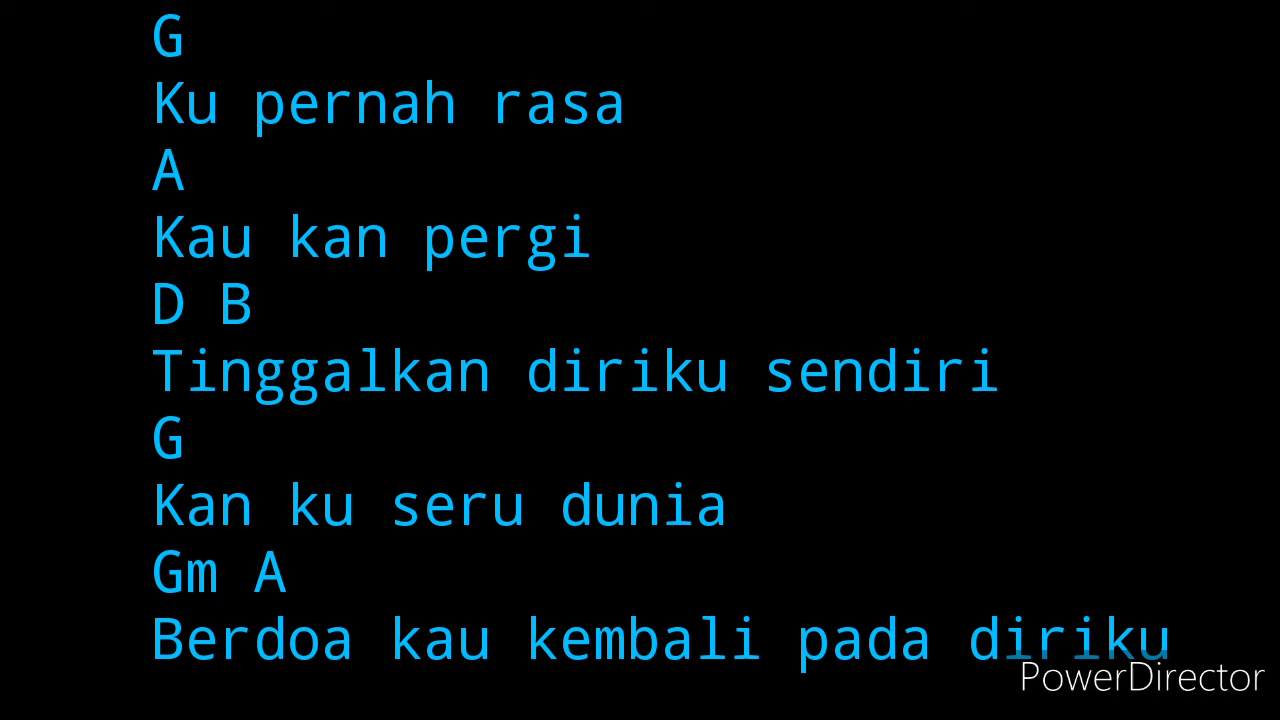 G
Ku pernah rasa
A
Kau kan pergi
D B
Tinggalkan diriku sendiri
G
Kan ku seru dunia
Gm A
Berdoa kau kembali pada diriku
PowerDirector